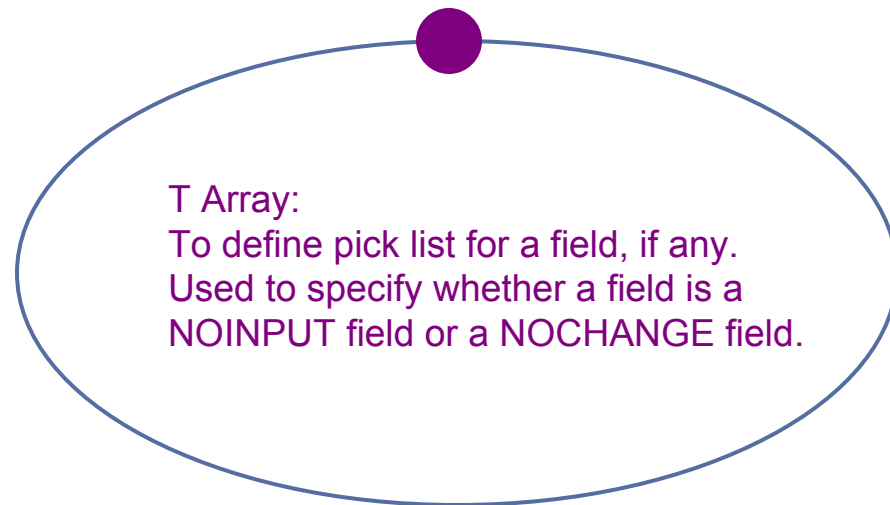 T Array:
To define pick list for a field, if any.
Used to specify whether a field is a
NOINPUT field or a NOCHANGE field.